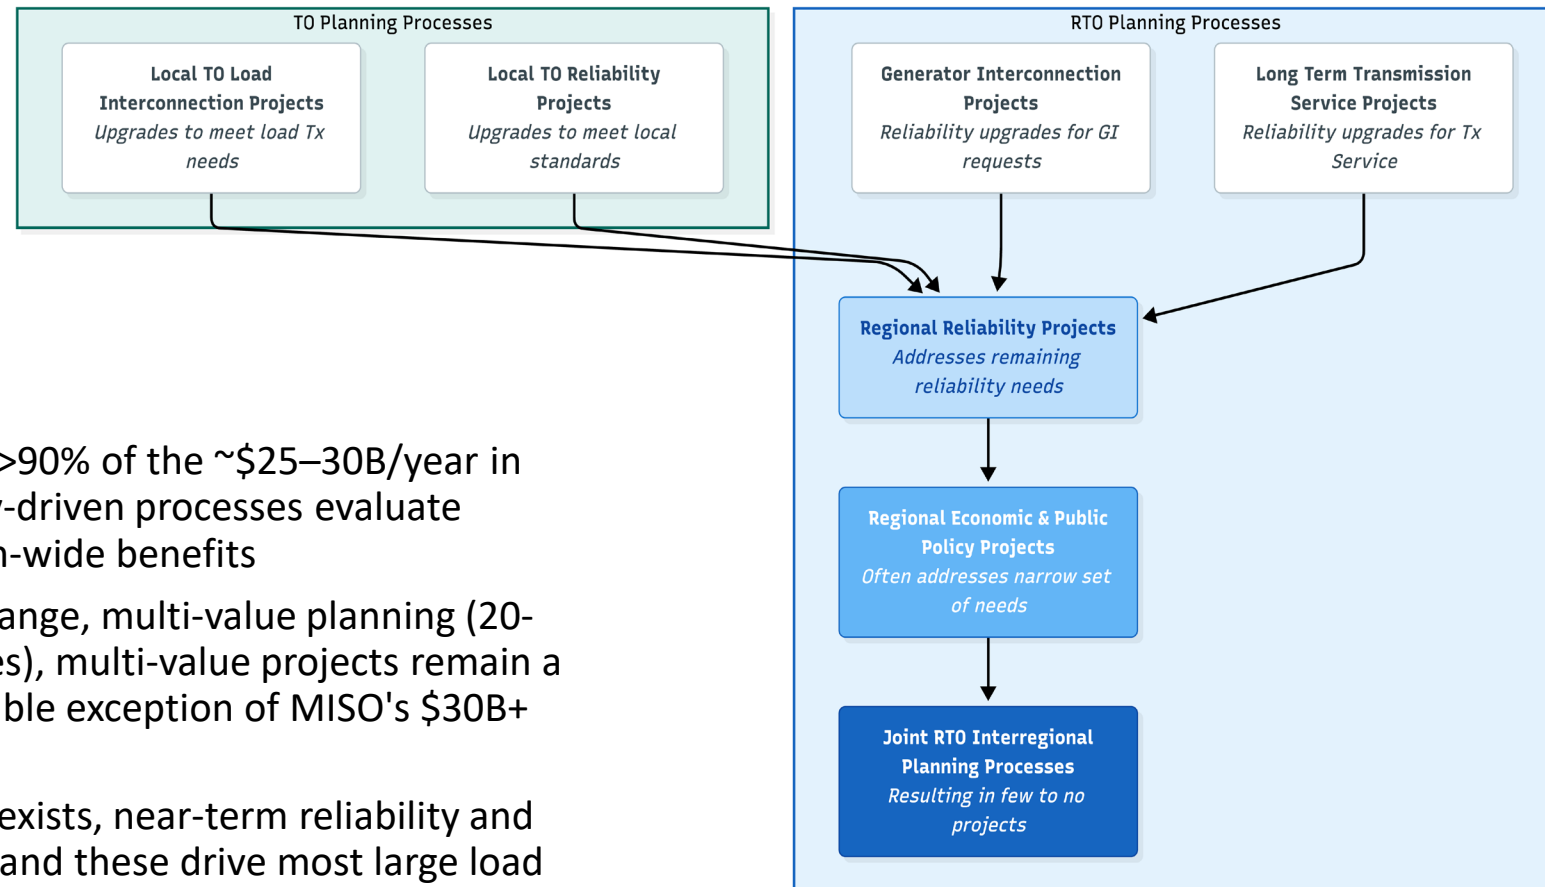 TO Planning Processes
Local TO Load
Interconnection Projects
Upgrades to meet load Tx
needs
Local TO Reliability
Projects
Upgrades to meet local
standards
RTO Planning Processes
Generator Interconnection
Projects
Reliability upgrades for GI
requests
Long Term Transmission
Service Projects
Reliability upgrades for Tx
Service
Regional Reliability Projects
Addresses remaining
reliability needs
Regional Economic & Public
Policy Projects
Often addresses narrow set
of needs
Joint RTO Interregional
Planning Processes
Resulting in few to no
projects
>90% of the ~$25–30B/year in
-driven processes evaluate
-wide benefits
multi-value planning (20-
multi-value projects remain a
exception of MISO's $30B+
exists, near-term reliability and
and these drive most large load